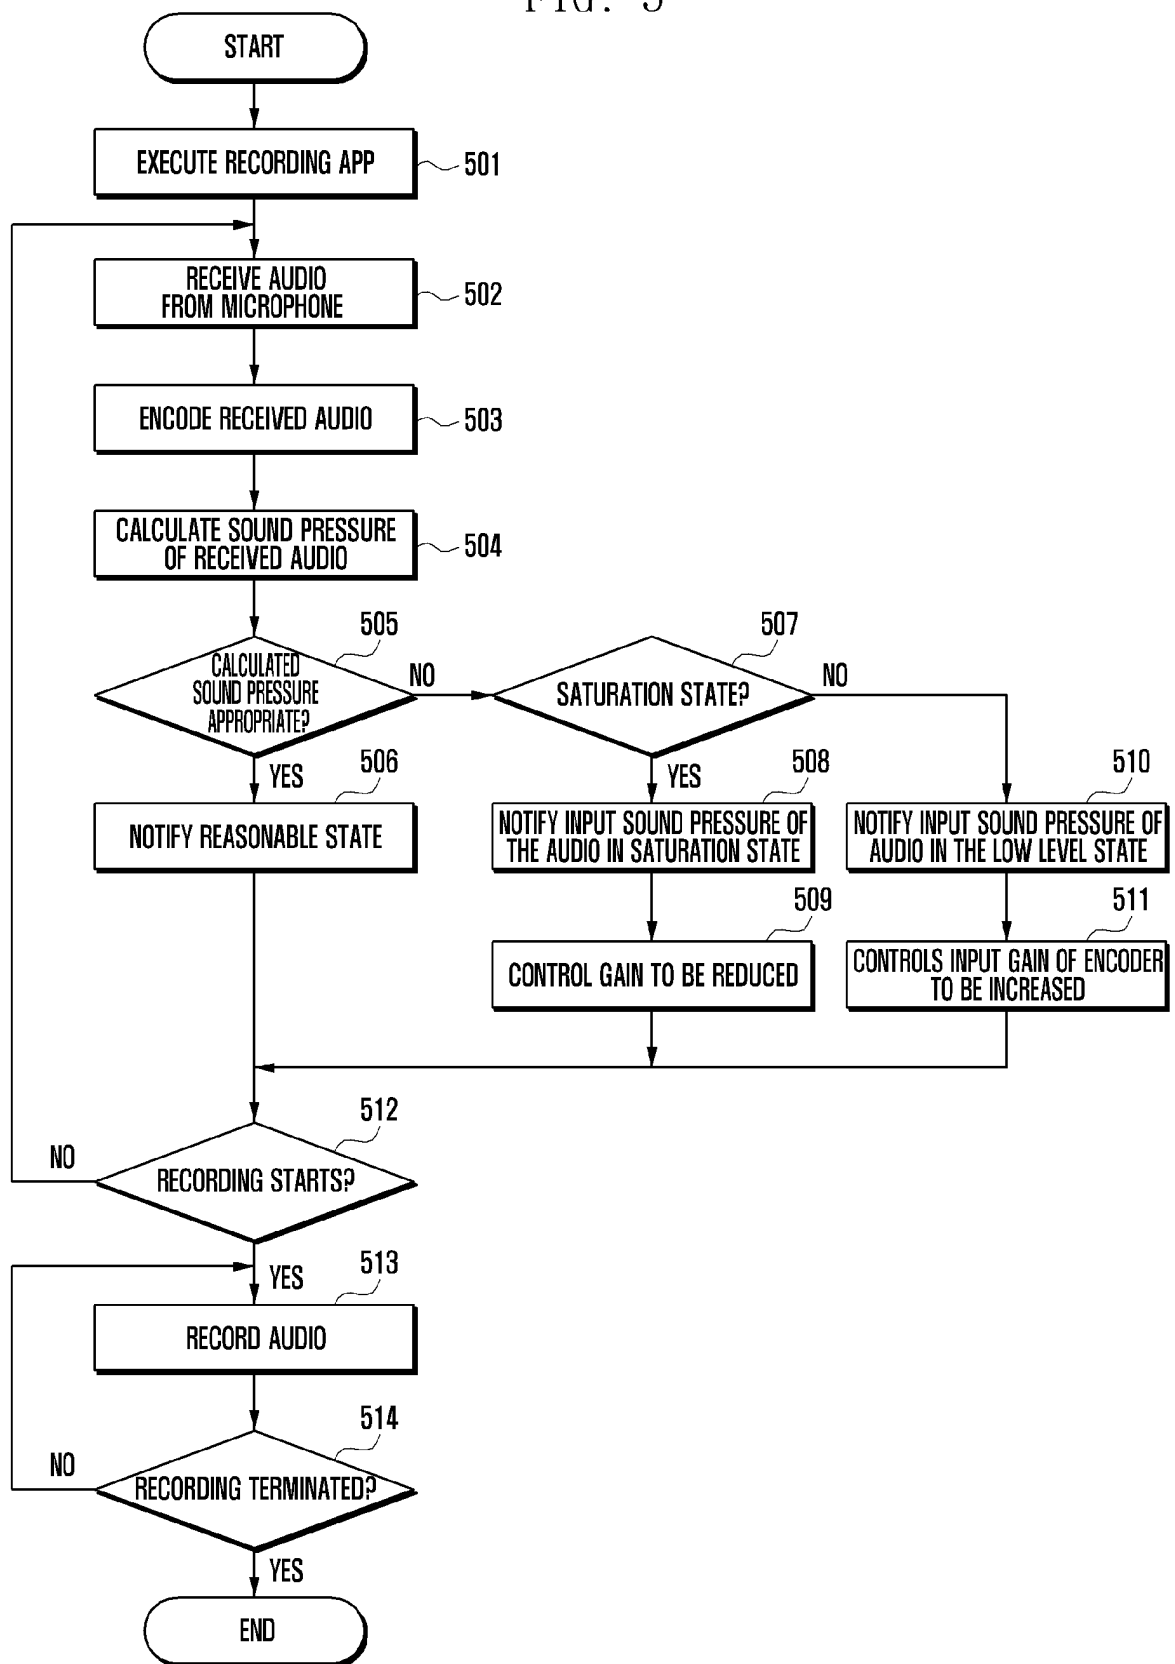 FIG. 5
START
EXECUTE RECORDING APP
501
RECEIVE AUDIO
FROM MICROPHONE
502
ENCODE RECEIVED AUDIO
503
CALCULATE SOUND PRESSURE
OF RECEIVED AUDIO
504
505
CALCULATED
SOUND PRESSURE
APPROPRIATE?
NO
507
SATURATION STATE?
NO
YES
506
NOTIFY REASONABLE STATE
YES
508
NOTIFY INPUT SOUND PRESSURE OF
THE AUDIO IN SATURATION STATE
510
NOTIFY INPUT SOUND PRESSURE OF
AUDIO IN THE LOW LEVEL STATE
509
CONTROL GAIN TO BE REDUCED
511
CONTROLS INPUT GAIN OF ENCODER
TO BE INCREASED
512
NO
RECORDING STARTS?
YES
513
RECORD AUDIO
514
NO
RECORDING TERMINATED?
YES
END